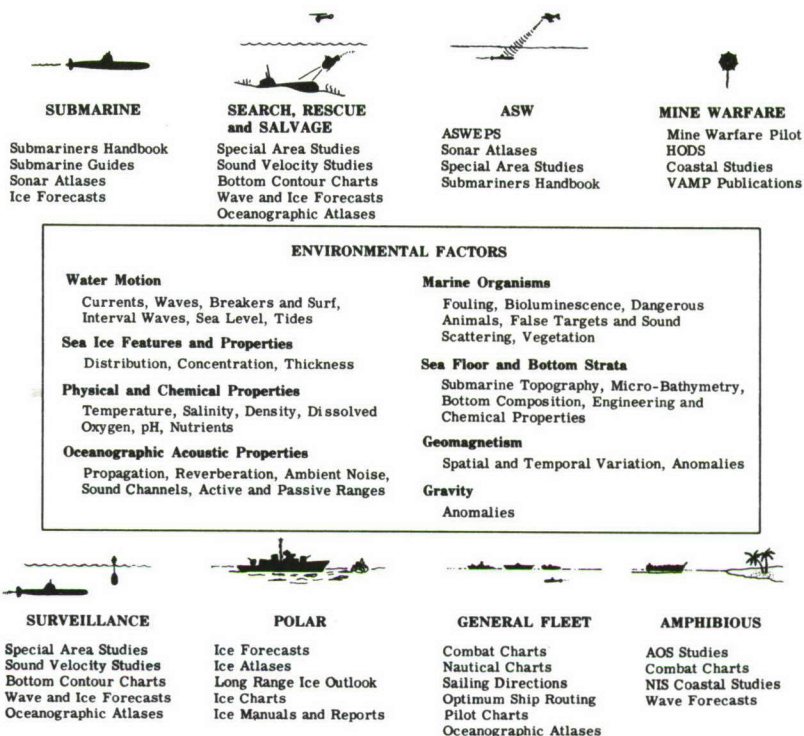 SUBMARINE
Submariners Handbook
Submarine Guides
Sonar Atlases
Ice Forecasts
SEARCH, RESCUE
and SALVAGE
Special Area Studies
Sound Velocity Studies
Bottom Contour Charts
Wave and Ice Forecasts
Oceanographic Atlases
ASW
ASWEPS
Sonar Atlases
Special Area Studies
Submariners Handbook
MINE WARFARE
Mine Warfare Pilot
HODS
Coastal Studies
VAMP Publications
ENVIRONMENTAL FACTORS
Water Motion
Currents, Waves, Breakers and Surf,
Interval Waves, Sea Level, Tides
Sea Ice Features and Properties
Distribution, Concentration, Thickness
Physical and Chemical Properties
Temperature, Salinity, Density, Dissolved
Oxygen, pH, Nutrients
Oceanographic Acoustic Properties
Propagation, Reverberation, Ambient Noise,
Sound Channels, Active and Passive Ranges
Marine Organisms
Fouling, Bioluminescence, Dangerous
Animals, False Targets and Sound
Scattering, Vegetation
Sea Floor and Bottom Strata
Submarine Topography, Micro-Bathymetry,
Bottom Composition, Engineering and
Chemical Properties
Geomagnetism
Spatial and Temporal Variation, Anomalies
Gravity
Anomalies
SURVEILLANCE
Special Area Studies
Sound Velocity Studies
Bottom Contour Charts
Wave and Ice Forecasts
Oceanographic Atlases
POLAR
Ice Forecasts
Ice Atlases
Long Range Ice Outlook
Ice Charts
Ice Manuals and Reports
GENERAL FLEET
Combat Charts
Nautical Charts
Sailing Directions
Optimum Ship Routing
Pilot Charts
Oceanographic Atlases
AMPHIBIOUS
AOS Studies
Combat Charts
NIS Coastal Studies
Wave Forecasts